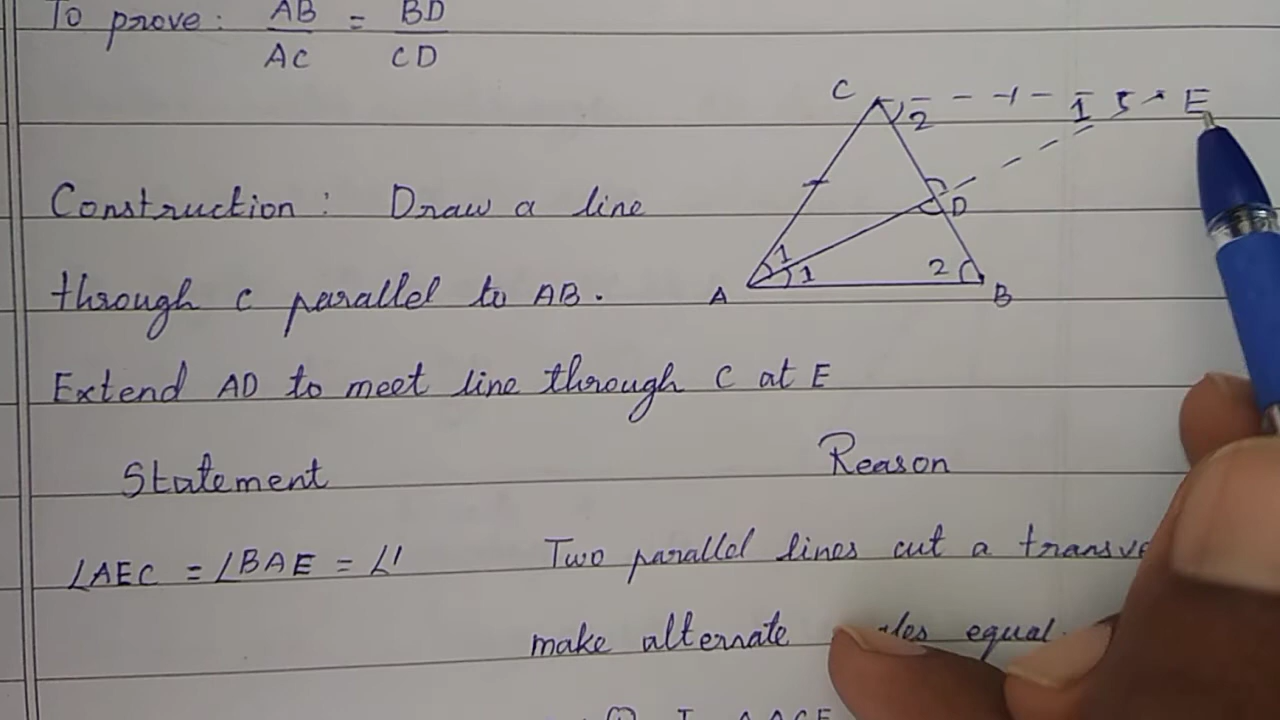 To prove: AB/AC = BD/CD
C 2 1 E
Construction: Draw a line
D
1 1 2
through C parallel to AB.
A B
Extend AD to meet line through C at E
Statement Reason
∠AEC = ∠BAE = ∠1 Two parallel lines cut a
make alternate equal.